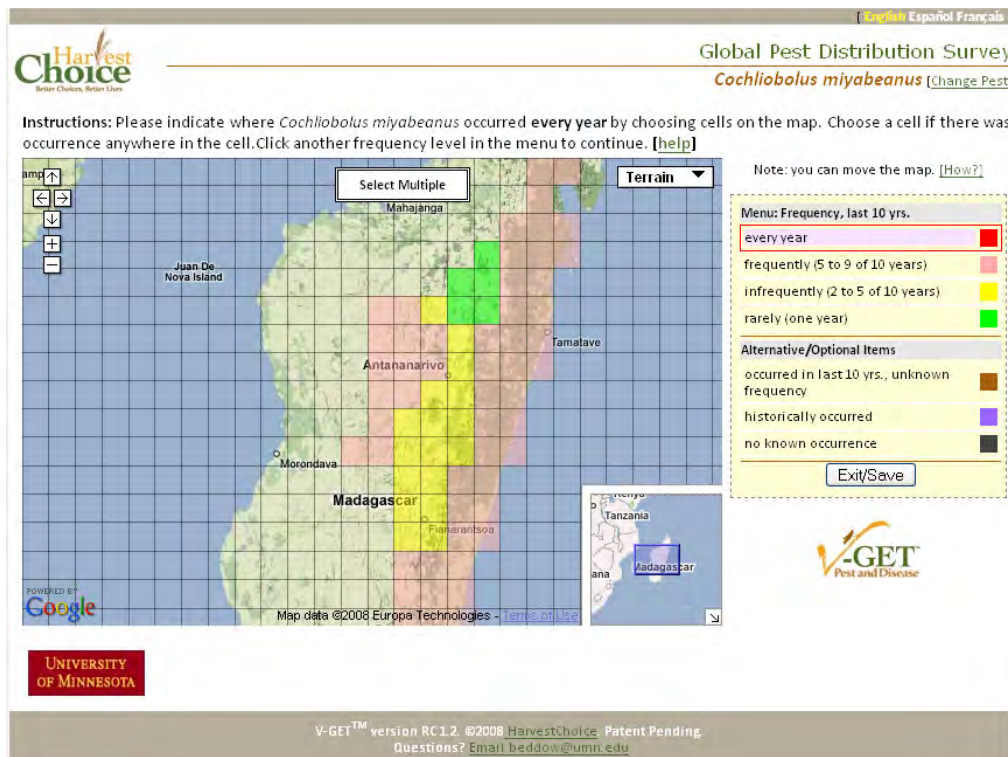 [ English Español Français
Harvest
Choice
Better Choices, Better Lives
Global Pest Distribution Survey
Cochliobolus miyabeanus [Change Pest
Instructions: Please indicate where Cochliobolus miyabeanus occurred every year by choosing cells on the map. Choose a cell if there was
occurrence anywhere in the cell.Click another frequency level in the menu to continue. [help]
Note: you can move the map. [How?]
Select Multiple
Terrain
Mahajanga
Juan De
Nova Island
Tamatave
Antananarivo
Morondava
Madagascar
Fianarantsoa
POWERED BY
Google
Map data ©2008 Europa Technologies - Terms of Use
Kenya
Tanzania
ana
Madagascar
Menu: Frequency, last 10 yrs.
every year
frequently (5 to 9 of 10 years)
infrequently (2 to 5 of 10 years)
rarely (one year)
Alternative/Optional Items
occurred in last 10 yrs., unknown
frequency
historically occurred
no known occurrence
Exit/Save
V-GET
Pest and Disease
UNIVERSITY
OF MINNESOTA
V-GET™ version RC1.2. ©2008 HarvestChoice. Patent Pending.
Questions? Email beddow@umn.edu